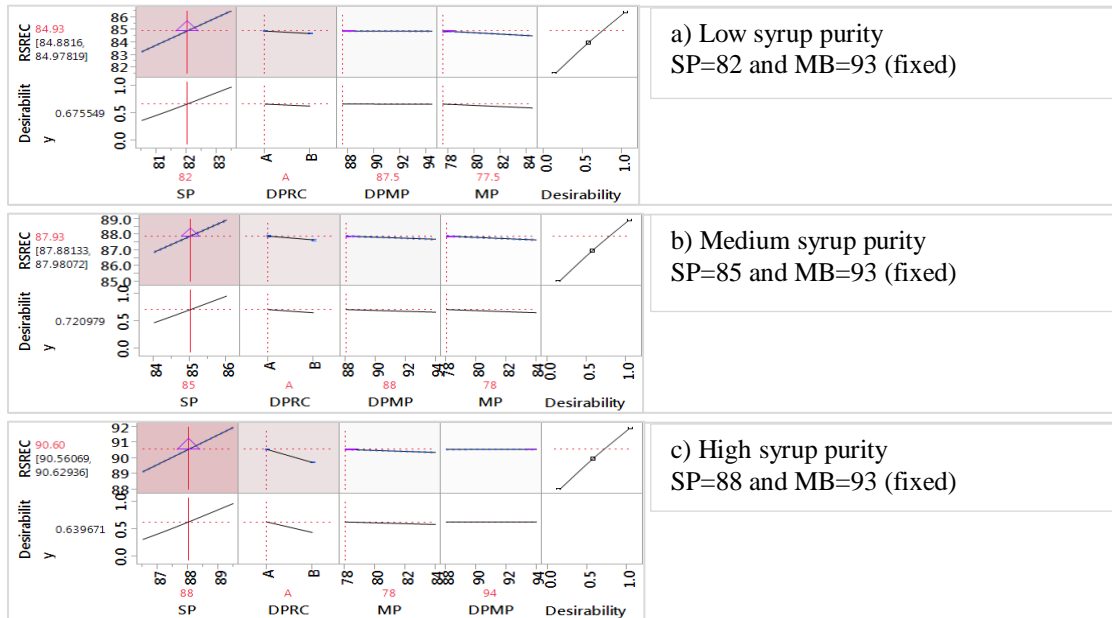 RSREC
84.93
[84.8816,
84.97819]
86
85
84
83
82
Desirabilit
y
0.675549
1.0
0.5
0.0
81 82 83
A B
88 90 92 94
78 80 82 84
0.0 0.5 1.0
82 A 87.5 77.5
SP DPRC DPMP MP Desirability
a) Low syrup purity
SP=82 and MB=93 (fixed)
RSREC
87.93
[87.88133,
87.98072]
89.0
88.0
87.0
86.0
85.0
Desirabilit
y
0.720979
1.0
0.5
0.0
84 85 86
A B
88 90 92 94
78 80 82 84
0.0 0.5 1.0
85 A 88 78
SP DPRC DPMP MP Desirability
b) Medium syrup purity
SP=85 and MB=93 (fixed)
RSREC
90.60
[90.56069,
90.62936]
92
91
90
89
88
Desirabilit
y
0.639671
1.0
0.5
0.0
87 88 89
A B
78 80 82 84
88 90 92 94
0.0 0.5 1.0
88 A 78 94
SP DPRC MP DPMP Desirability
c) High syrup purity
SP=88 and MB=93 (fixed)